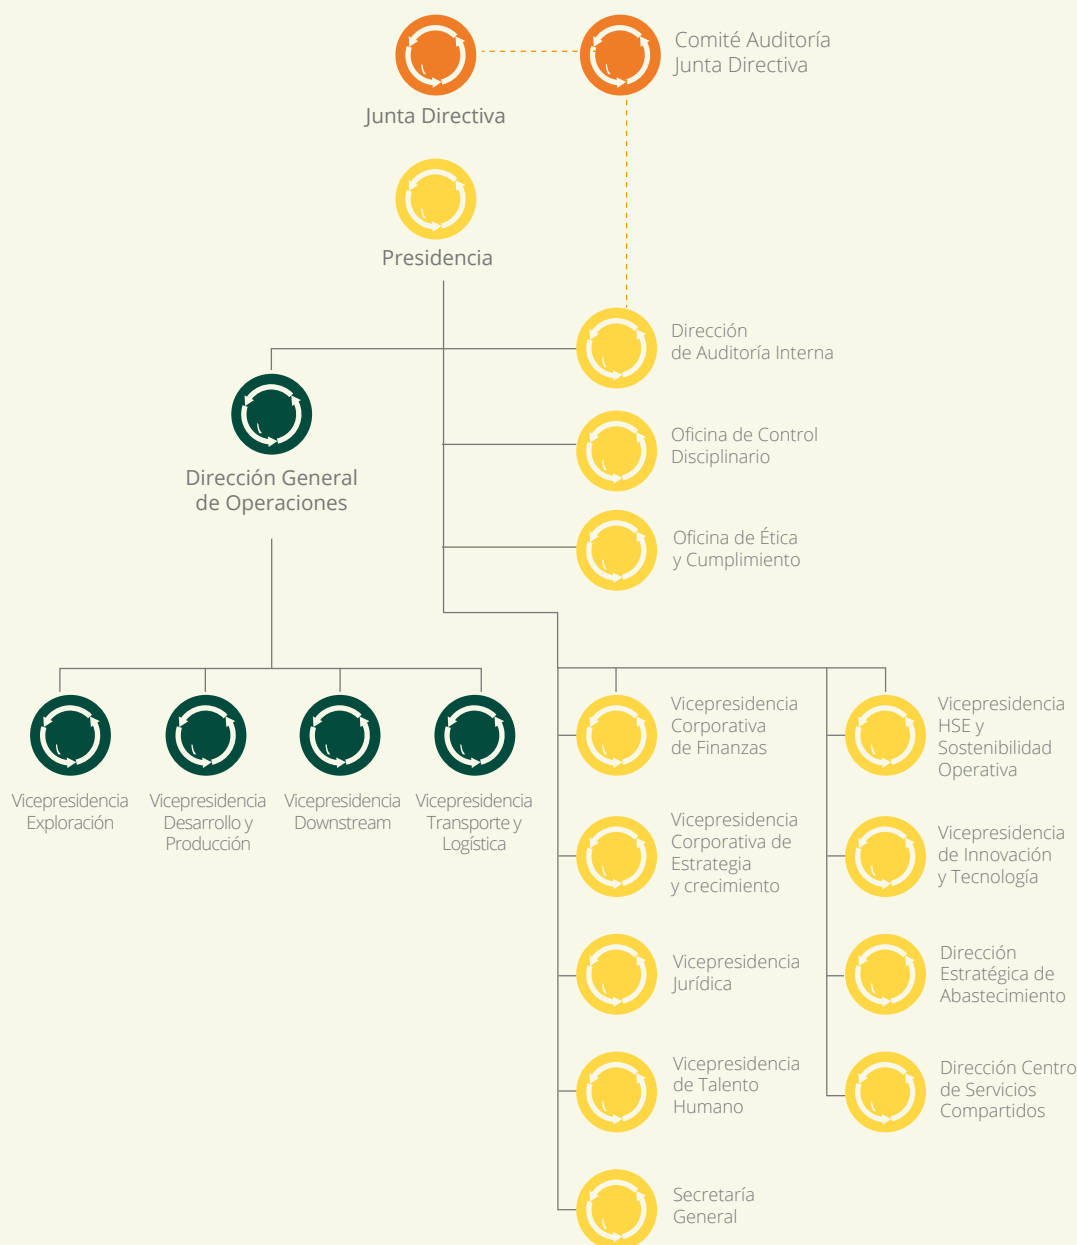 Comité Auditoría
Junta Directiva
Junta Directiva
Presidencia
Dirección
de Auditoría Interna
Oficina de Control
Disciplinario
Dirección General
de Operaciones
Oficina de Ética
y Cumplimiento
Vicepresidencia
Exploración
Vicepresidencia
Desarrollo y
Producción
Vicepresidencia
Downstream
Vicepresidencia
Transporte y
Logística
Vicepresidencia
Corporativa
de Finanzas
Vicepresidencia
Corporativa de
Estrategia
y crecimiento
Vicepresidencia
Jurídica
Vicepresidencia
de Talento
Humano
Secretaría
General
Vicepresidencia
HSE y
Sostenibilidad
Operativa
Vicepresidencia
de Innovación
y Tecnología
Dirección
Estratégica de
Abastecimiento
Dirección Centro
de Servicios
Compartidos